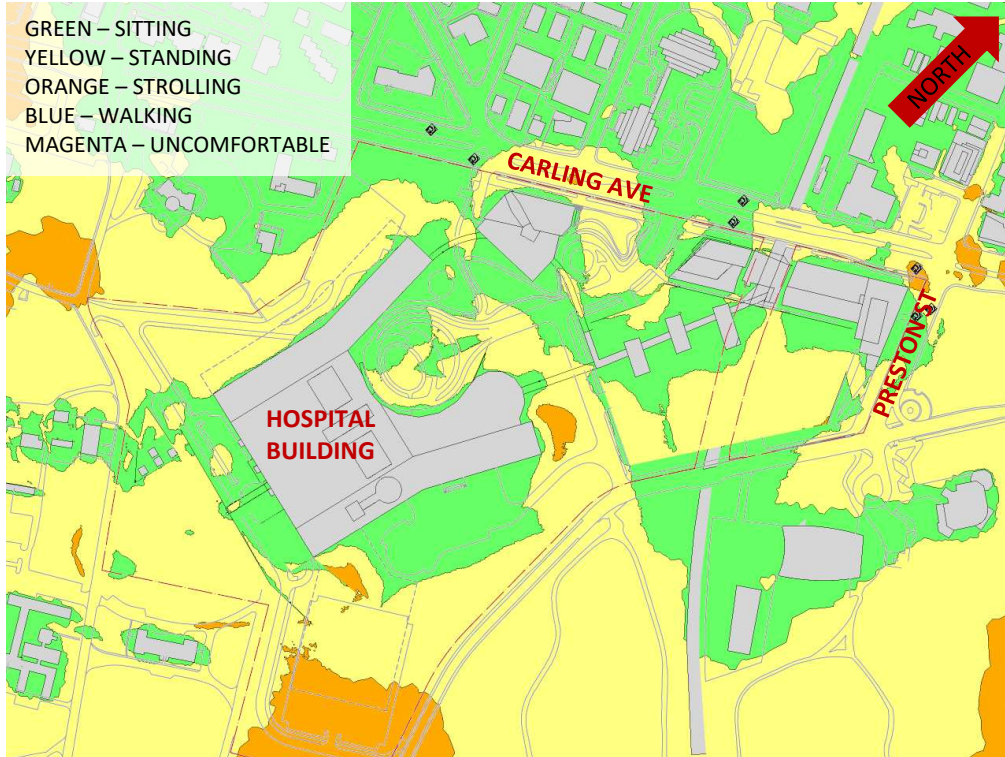 GREEN – SITTING
YELLOW – STANDING
ORANGE – STROLLING
BLUE – WALKING
MAGENTA – UNCOMFORTABLE
NORTH
CARLING AVE
PRESTON ST
HOSPITAL
BUILDING